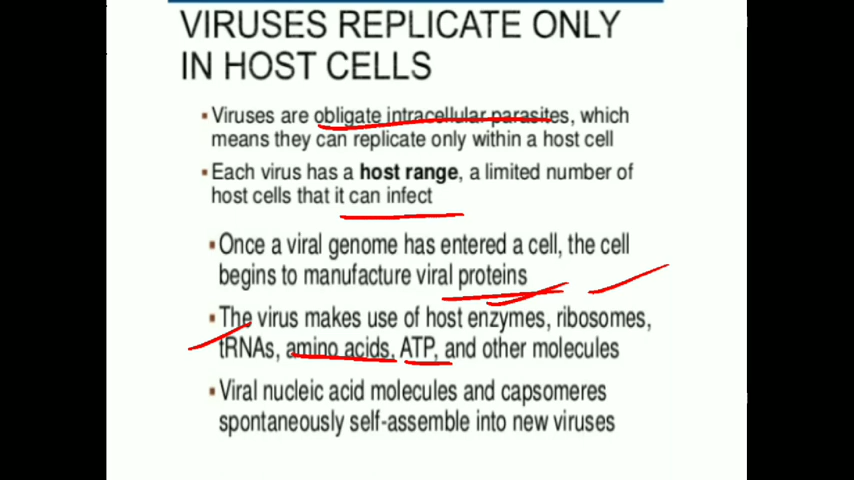 VIRUSES REPLICATE ONLY
IN HOST CELLS
▪Viruses are obligate intracellular parasites, which
means they can replicate only within a host cell
▪Each virus has a host range, a limited number of
host cells that it can infect
▪Once a viral genome has entered a cell, the cell
begins to manufacture viral proteins
▪The virus makes use of host enzymes, ribosomes,
tRNAs, amino acids, ATP, and other molecules
▪Viral nucleic acid molecules and capsomeres
spontaneously self-assemble into new viruses